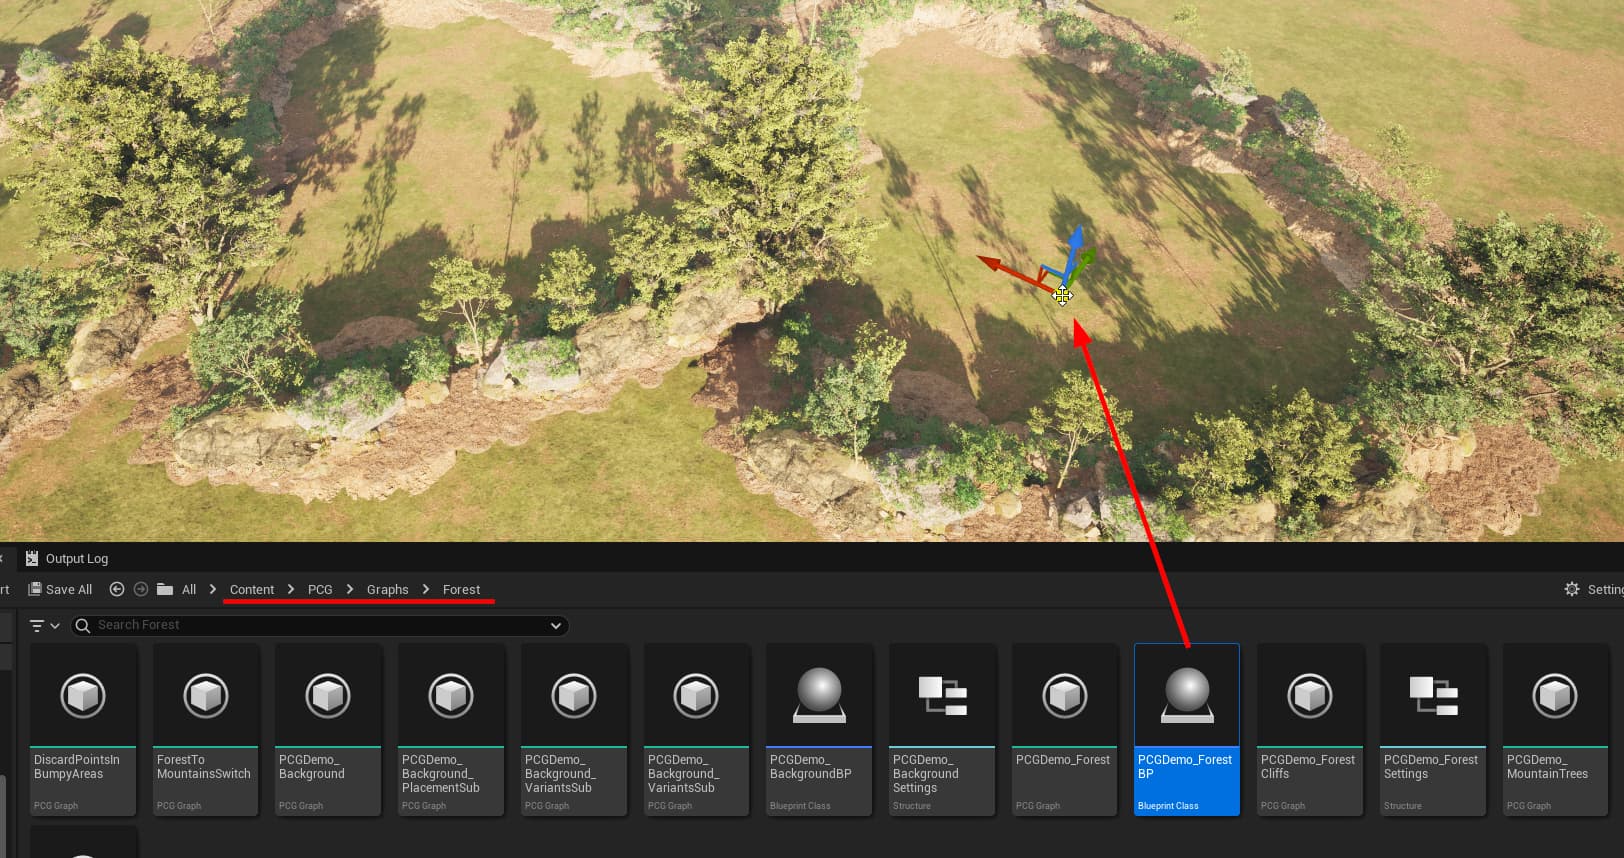 Output Log
rt
Save All
All
Content
PCG
Graphs
Forest
Setting
Search Forest
DiscardPointsIn
BumpyAreas
PCG Graph
ForestTo
MountainsSwitch
PCG Graph
PCGDemo_
Background
PCG Graph
PCGDemo_
Background_
PlacementSub
PCG Graph
PCGDemo_
Background_
VariantsSub
PCG Graph
PCGDemo_
Background_
VariantsSub
PCG Graph
PCGDemo_
BackgroundBP
Blueprint Class
PCGDemo_
Background
Settings
Structure
PCGDemo_Forest
PCG Graph
PCGDemo_Forest
BP
Blueprint Class
PCGDemo_Forest
Cliffs
PCG Graph
PCGDemo_Forest
Settings
Structure
PCGDemo_
MountainTrees
PCG Graph